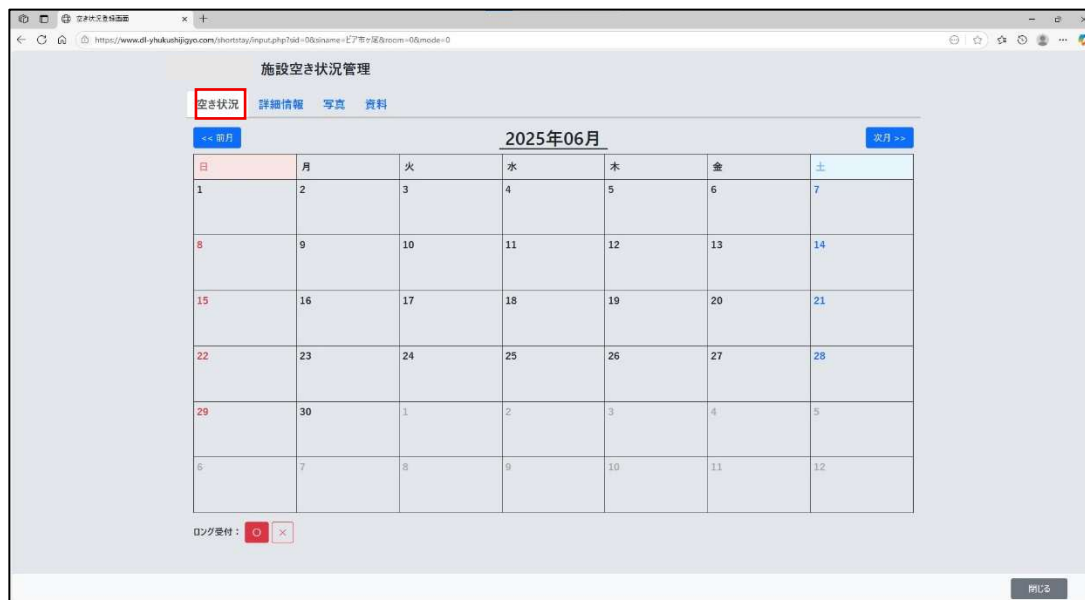 空き状況登録画面
https://www.dl-yhukushijigyo.com/shortstay/input.php?sid=0&siname=ピア市ヶ尾&room=0&mode=0
施設空き状況管理
空き状況 詳細情報 写真 資料
<< 前月 2025年06月 次月 >>
日 月 火 水 木 金 土
1 2 3 4 5 6 7
8 9 10 11 12 13 14
15 16 17 18 19 20 21
22 23 24 25 26 27 28
29 30 1 2 3 4 5
6 7 8 9 10 11 12
ロング受付： ○ ×
閉じる